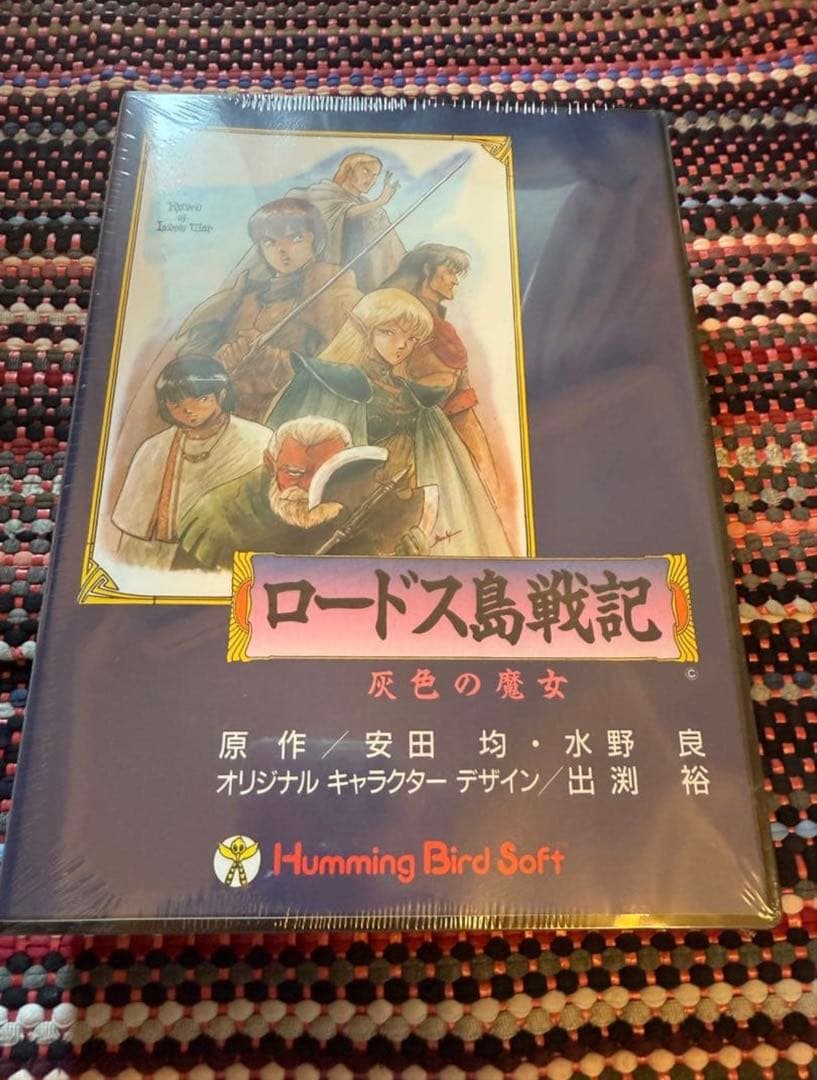 Record
of
Lodoss War
ロードス島戦記
©
灰色の魔女
原作／安田 均・水野 良
オリジナル キャラクター デザイン／出渕 裕
Humming Bird Soft